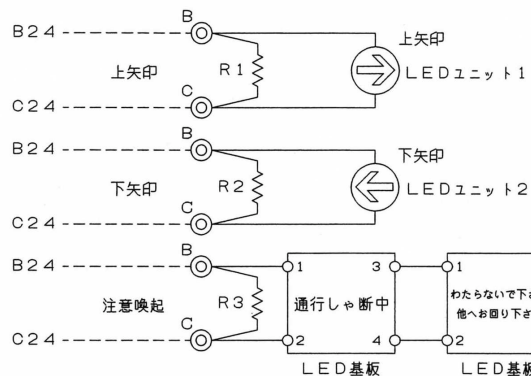 B
B24
上矢印
上矢印
R1
LEDユニット1
C
C24
B
B24
下矢印
下矢印
R2
LEDユニット2
C
C24
B
B24
1 3 1
注意喚起
R3
通行しゃ断中
わたらないで下さ
他へお回り下さ
C
C24
2 4 2
LED基板
LED基板